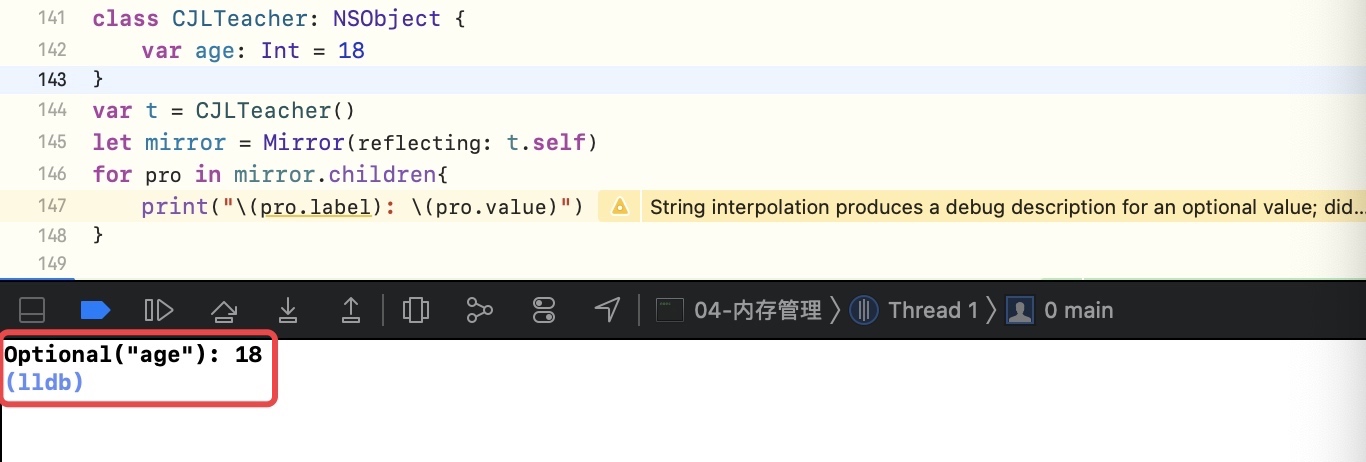 141 class CJLTeacher: NSObject {
142 var age: Int = 18
143 }
144 var t = CJLTeacher()
145 let mirror = Mirror(reflecting: t.self)
146 for pro in mirror.children{
147 print("\(pro.label): \(pro.value)") String interpolation produces a debug description for an optional value; did...
148 }
149
04-内存管理 〉 Thread 1 〉 0 main
Optional("age"): 18
(lldb)